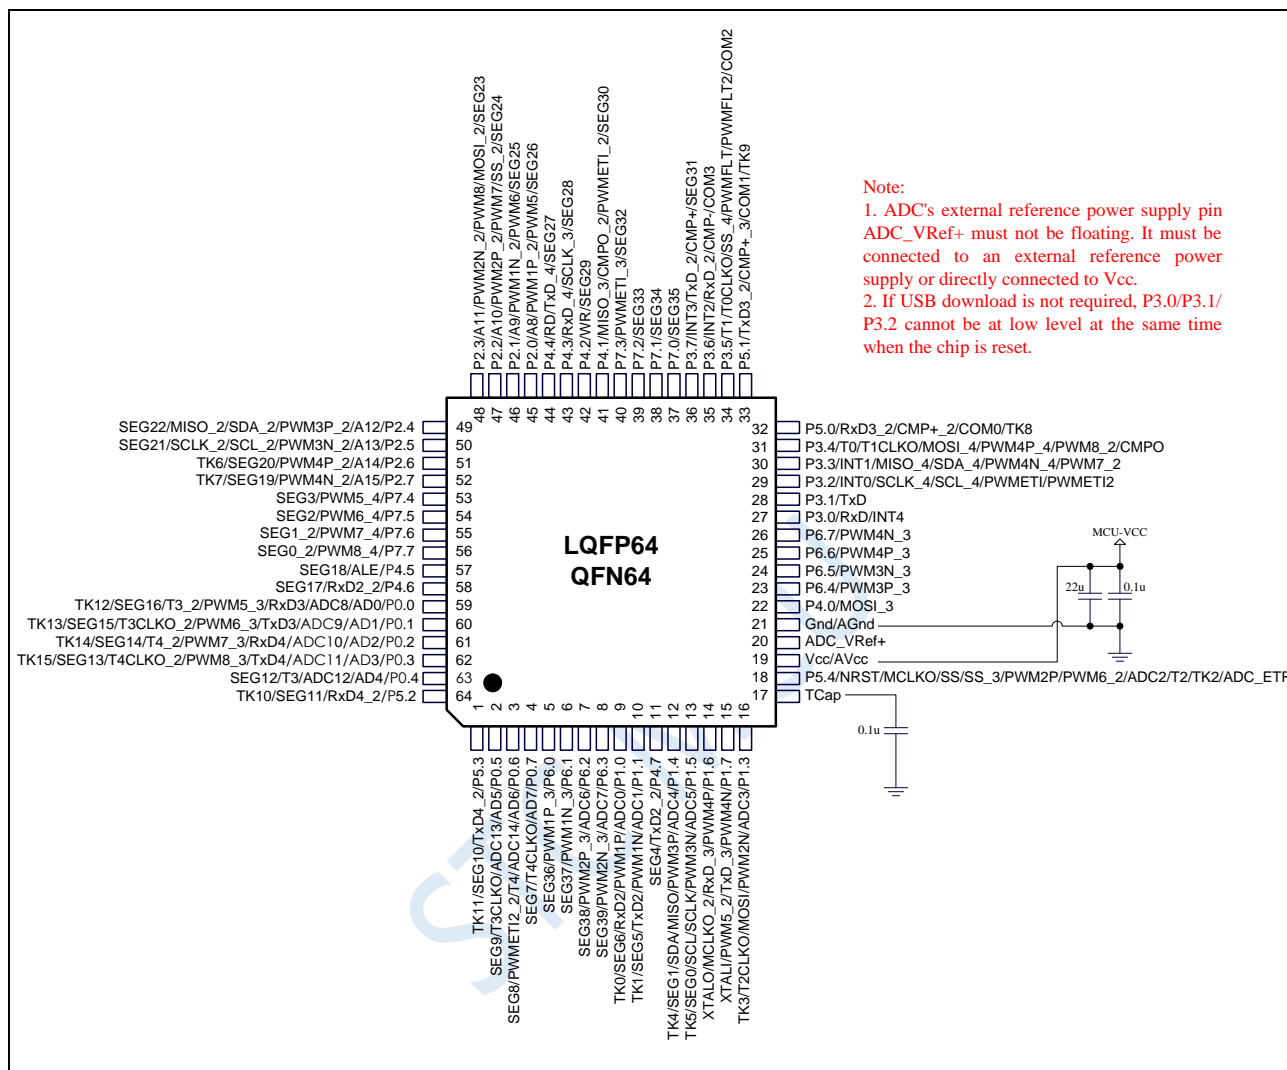 P2.3/A11/PWM2N_2/PWM8/MOSI_2/SEG23
P2.2/A10/PWM2P_2/PWM7/SS_2/SEG24
P2.1/A9/PWM1N_2/PWM6/SEG25
P2.0/A8/PWM1P_2/PWM5/SEG26
P4.4/RD/TxD_4/SEG27
P4.3/RxD_4/SCLK_3/SEG28
P4.2/WR/SEG29
P4.1/MISO_3/CMPO_2/PWMETI_2/SEG30
P7.3/PWMETI_3/SEG32
P7.2/SEG33
P7.1/SEG34
P7.0/SEG35
P3.7/INT3/TxD_2/CMP+/SEG31
P3.6/INT2/RxD_2/CMP-/COM3
P3.5/T1/T0CLKO/SS_4/PWMFLT/PWMFLT2/COM2
P5.1/TxD3_2/CMP+_3/COM1/TK9
Note:
1. ADC's external reference power supply pin
ADC_VRef+ must not be floating. It must be
connected to an external reference power
supply or directly connected to Vcc.
2. If USB download is not required, P3.0/P3.1/
P3.2 cannot be at low level at the same time
when the chip is reset.
48 47 46 45 44 43 42 41 40 39 38 37 36 35 34 33
SEG22/MISO_2/SDA_2/PWM3P_2/A12/P2.4 49
SEG21/SCLK_2/SCL_2/PWM3N_2/A13/P2.5 50
TK6/SEG20/PWM4P_2/A14/P2.6 51
TK7/SEG19/PWM4N_2/A15/P2.7 52
SEG3/PWM5_4/P7.4 53
SEG2/PWM6_4/P7.5 54
SEG1_2/PWM7_4/P7.6 55
SEG0_2/PWM8_4/P7.7 56
SEG18/ALE/P4.5 57
SEG17/RxD2_2/P4.6 58
TK12/SEG16/T3_2/PWM5_3/RxD3/ADC8/AD0/P0.0 59
TK13/SEG15/T3CLKO_2/PWM6_3/TxD3/ADC9/AD1/P0.1 60
TK14/SEG14/T4_2/PWM7_3/RxD4/ADC10/AD2/P0.2 61
TK15/SEG13/T4CLKO_2/PWM8_3/TxD4/ADC11/AD3/P0.3 62
SEG12/T3/ADC12/AD4/P0.4 63
TK10/SEG11/RxD4_2/P5.2 64
LQFP64
QFN64
32 P5.0/RxD3_2/CMP+_2/COM0/TK8
31 P3.4/T0/T1CLKO/MOSI_4/PWM4P_4/PWM8_2/CMPO
30 P3.3/INT1/MISO_4/SDA_4/PWM4N_4/PWM7_2
29 P3.2/INT0/SCLK_4/SCL_4/PWMETI/PWMETI2
28 P3.1/TxD
27 P3.0/RxD/INT4
26 P6.7/PWM4N_3
25 P6.6/PWM4P_3
24 P6.5/PWM3N_3
23 P6.4/PWM3P_3
22 P4.0/MOSI_3
21 Gnd/AGnd
20 ADC_VRef+
19 Vcc/AVcc
18 P5.4/NRST/MCLKO/SS/SS_3/PWM2P/PWM6_2/ADC2/T2/TK2/ADC_ETR
17 TCap
MCU-VCC
22u
0.1u
0.1u
1 2 3 4 5 6 7 8 9 10 11 12 13 14 15 16
TK11/SEG10/TxD4_2/P5.3
SEG9/T3CLKO/ADC13/AD5/P0.5
SEG8/PWMETI2_2/T4/ADC14/AD6/P0.6
SEG7/T4CLKO/AD7/P0.7
SEG36/PWM1P_3/P6.0
SEG37/PWM1N_3/P6.1
SEG38/PWM2P_3/ADC6/P6.2
SEG39/PWM2N_3/ADC7/P6.3
TK0/SEG6/RxD2/PWM1P/ADC0/P1.0
TK1/SEG5/TxD2/PWM1N/ADC1/P1.1
SEG4/TxD2_2/P4.7
TK4/SEG1/SDA/MISO/PWM3P/ADC4/P1.4
TK5/SEG0/SCL/SCLK/PWM3N/ADC5/P1.5
XTALO/MCLKO_2/RxD_3/PWM4P/P1.6
XTALI/PWM5_2/TxD_3/PWM4N/P1.7
TK3/T2CLKO/MOSI/PWM2N/ADC3/P1.3